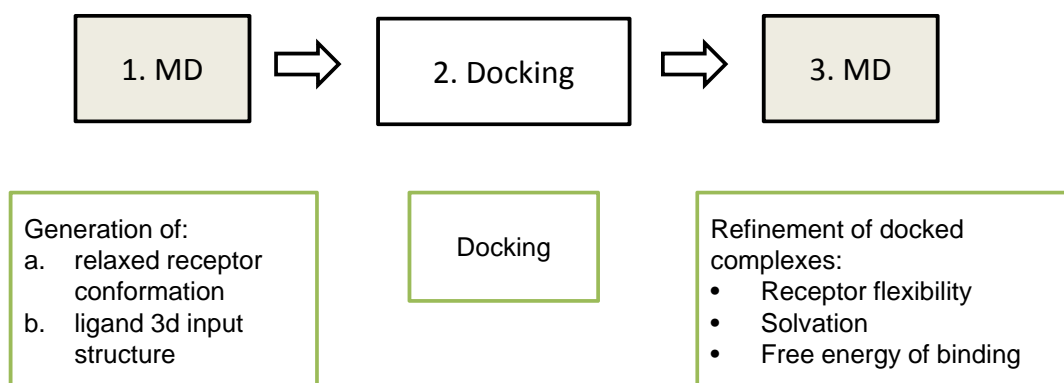 1. MD
2. Docking
3. MD
Generation of:
a. relaxed receptor
conformation
b. ligand 3d input
structure
Docking
Refinement of docked
complexes:
• Receptor flexibility
• Solvation
• Free energy of binding